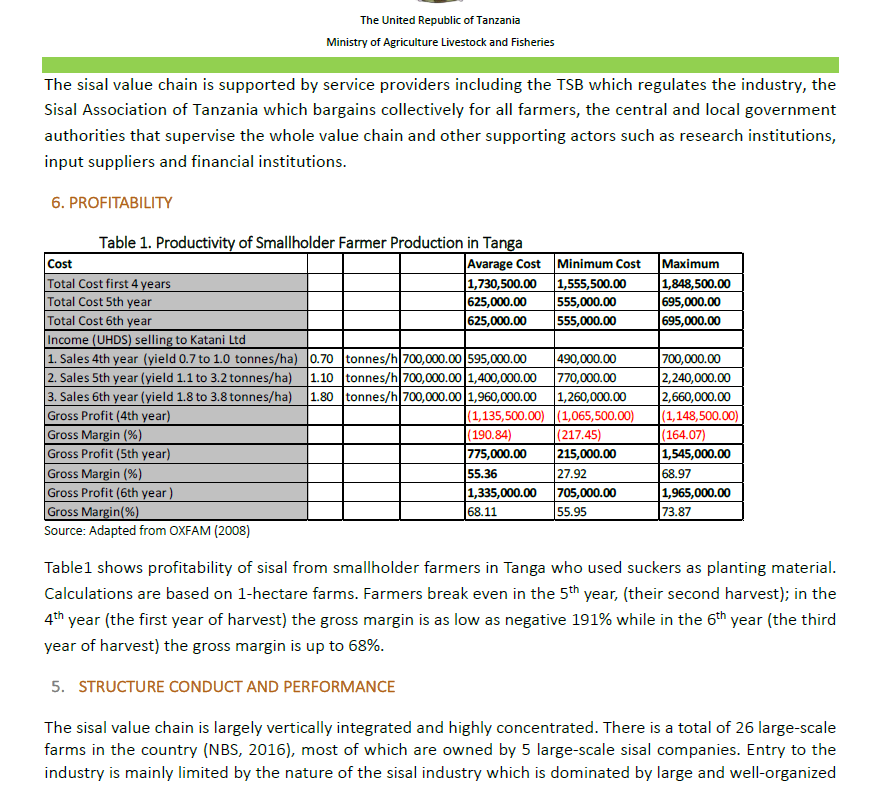 The United Republic of Tanzania
Ministry of Agriculture Livestock and Fisheries
The sisal value chain is supported by service providers including the TSB which regulates the industry, the
Sisal Association of Tanzania which bargains collectively for all farmers, the central and local government
authorities that supervise the whole value chain and other supporting actors such as research institutions,
input suppliers and financial institutions.
6. PROFITABILITY
Table 1. Productivity of Smallholder Farmer Production in Tanga
Cost Avarage Cost Minimum Cost Maximum
Total Cost first 4 years 1,730,500.00 1,555,500.00 1,848,500.00
Total Cost 5th year 625,000.00 555,000.00 695,000.00
Total Cost 6th year 625,000.00 555,000.00 695,000.00
Income (UHDS) selling to Katani Ltd
1. Sales 4th year (yield 0.7 to 1.0 tonnes/ha) 0.70 tonnes/h 700,000.00 595,000.00 490,000.00 700,000.00
2. Sales 5th year (yield 1.1 to 3.2 tonnes/ha) 1.10 tonnes/h 700,000.00 1,400,000.00 770,000.00 2,240,000.00
3. Sales 6th year (yield 1.8 to 3.8 tonnes/ha) 1.80 tonnes/h 700,000.00 1,960,000.00 1,260,000.00 2,660,000.00
Gross Profit (4th year) (1,135,500.00) (1,065,500.00) (1,148,500.00)
Gross Margin (%) (190.84) (217.45) (164.07)
Gross Profit (5th year) 775,000.00 215,000.00 1,545,000.00
Gross Margin (%) 55.36 27.92 68.97
Gross Profit (6th year) 1,335,000.00 705,000.00 1,965,000.00
Gross Margin(%) 68.11 55.95 73.87
Source: Adapted from OXFAM (2008)
Table1 shows profitability of sisal from smallholder farmers in Tanga who used suckers as planting material.
Calculations are based on 1-hectare farms. Farmers break even in the 5th year, (their second harvest); in the
4th year (the first year of harvest) the gross margin is as low as negative 191% while in the 6th year (the third
year of harvest) the gross margin is up to 68%.
5. STRUCTURE CONDUCT AND PERFORMANCE
The sisal value chain is largely vertically integrated and highly concentrated. There is a total of 26 large-scale
farms in the country (NBS, 2016), most of which are owned by 5 large-scale sisal companies. Entry to the
industry is mainly limited by the nature of the sisal industry which is dominated by large and well-organized